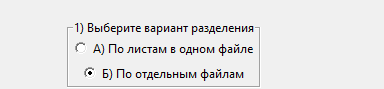 1) Выберите вариант разделения
А) По листам в одном файле
Б) По отдельным файлам